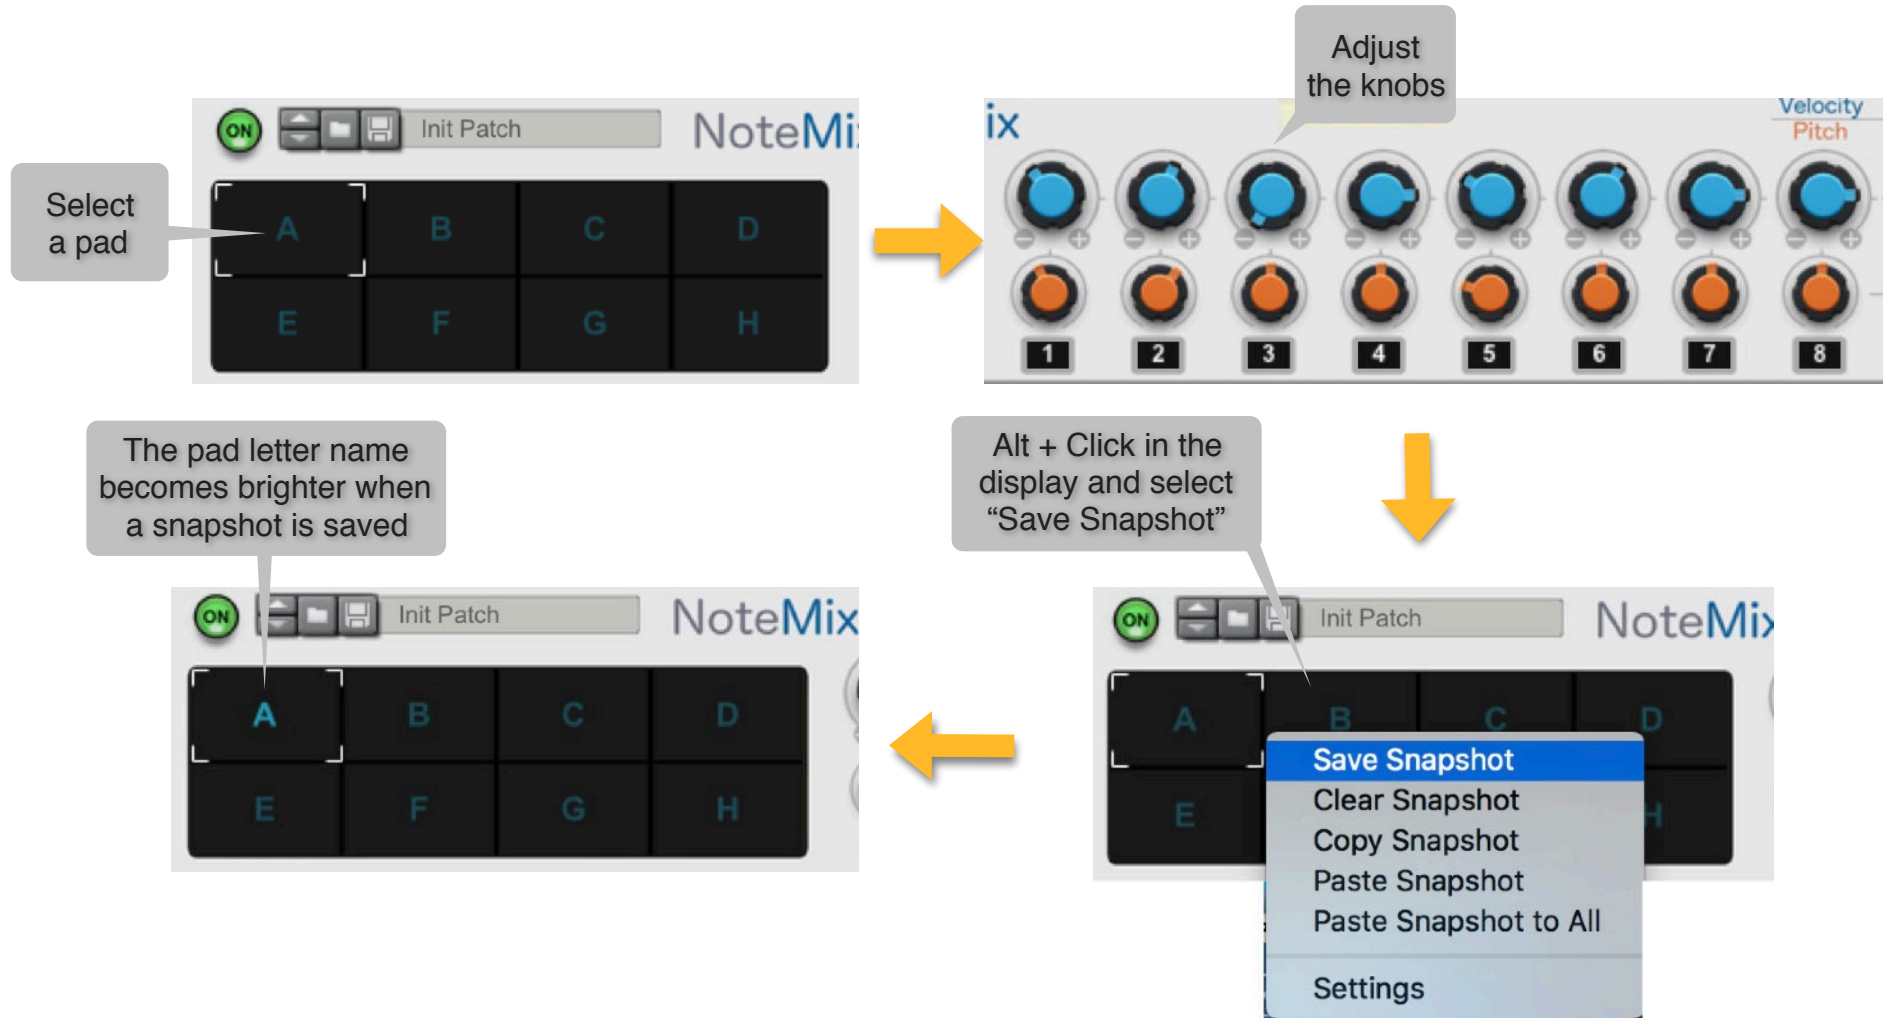 Adjust
the knobs
ON
Init Patch
NoteMi
ix
Velocity
Pitch
Select
a pad
A B C D
E F G H
1 2 3 4 5 6 7 8
The pad letter name
becomes brighter when
a snapshot is saved
Alt + Click in the
display and select
“Save Snapshot”
ON
Init Patch
NoteMix
A B C D
E F G H
ON
Init Patch
NoteMix
A B C D
E H
Save Snapshot
Clear Snapshot
Copy Snapshot
Paste Snapshot
Paste Snapshot to All
Settings